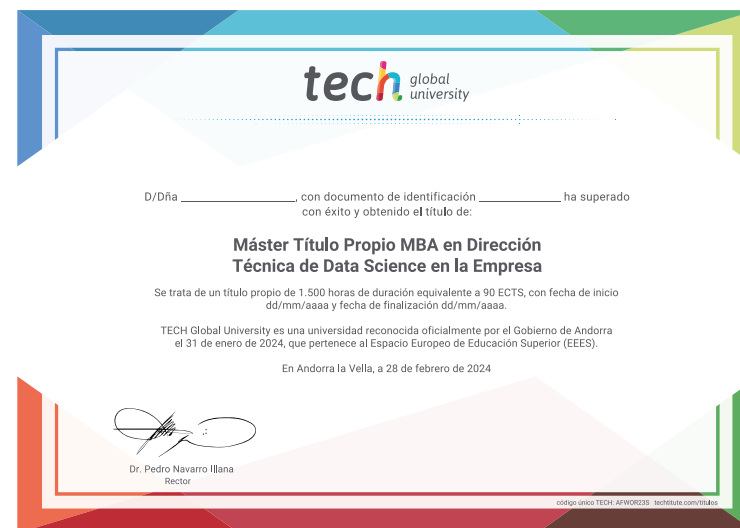 tech global university
D/Dña ____________________, con documento de identificación ______________ ha superado
con éxito y obtenido el título de:
Máster Título Propio MBA en Dirección
Técnica de Data Science en la Empresa
Se trata de un título propio de 1.500 horas de duración equivalente a 90 ECTS, con fecha de inicio
dd/mm/aaaa y fecha de finalización dd/mm/aaaa.
TECH Global University es una universidad reconocida oficialmente por el Gobierno de Andorra
el 31 de enero de 2024, que pertenece al Espacio Europeo de Educación Superior (EEES).
En Andorra la Vella, a 28 de febrero de 2024
Dr. Pedro Navarro Illana
Rector
código único TECH: AFWOR23S techtitute.com/titulos